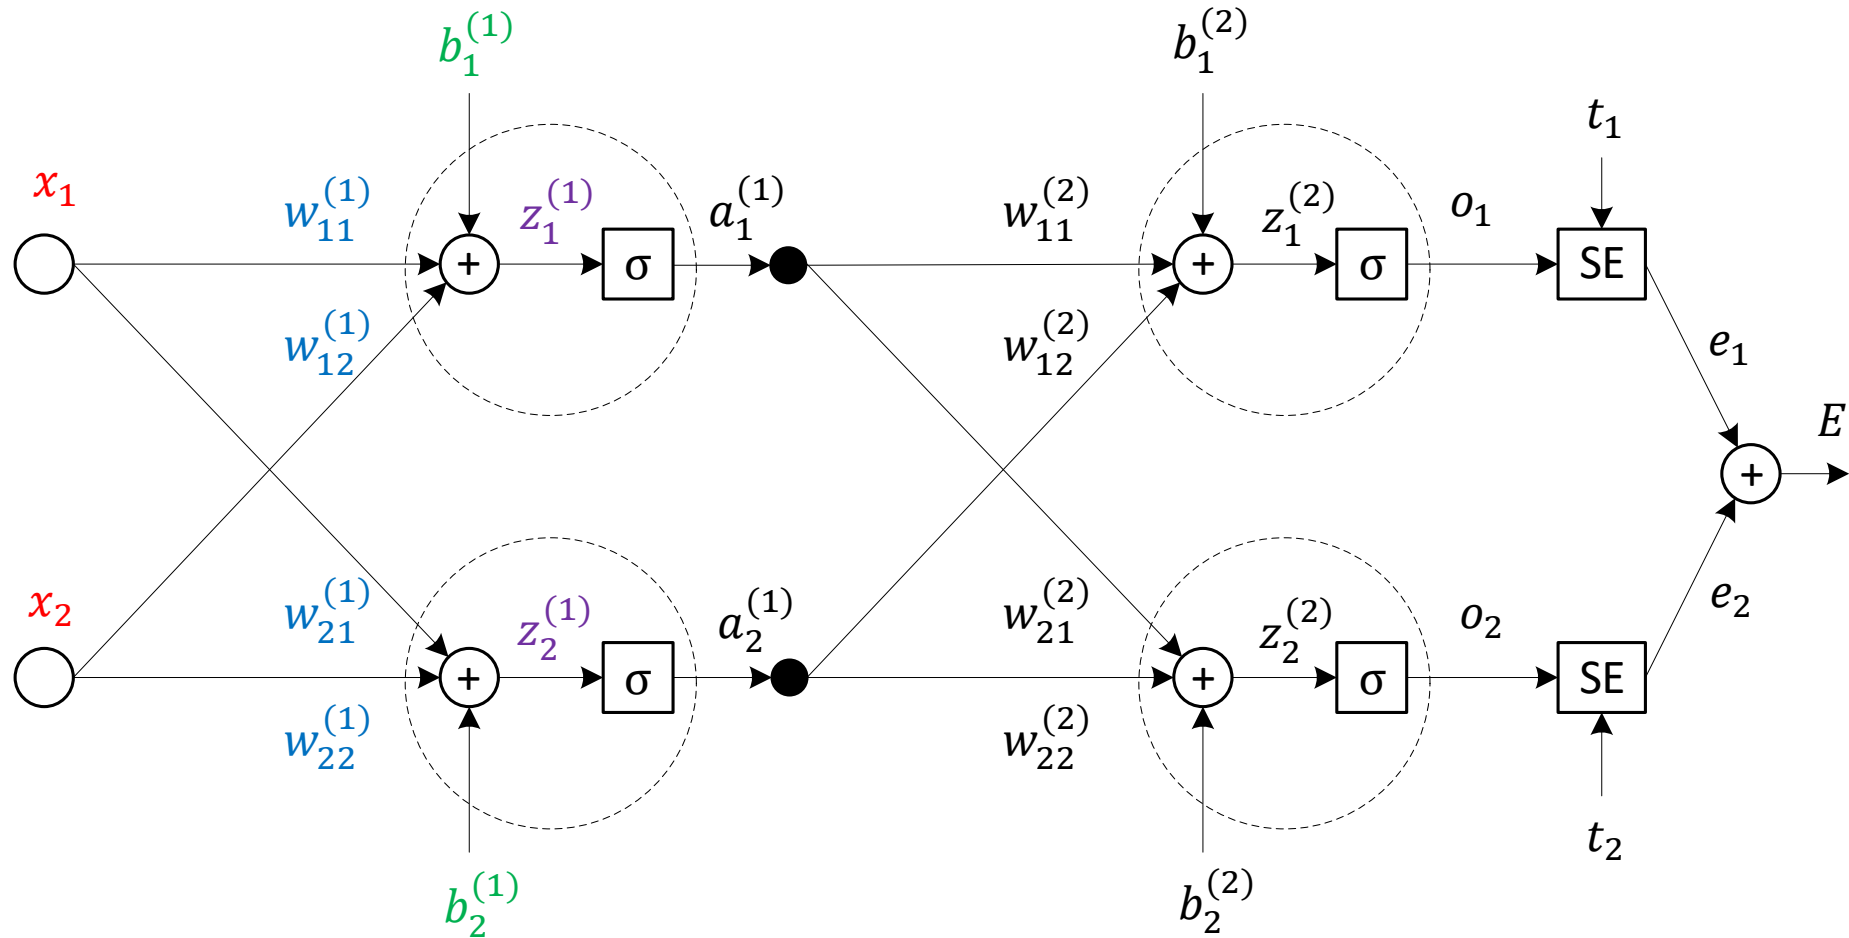 b₁⁽¹⁾ b₁⁽²⁾
t₁
x₁ w₁₁⁽¹⁾ z₁⁽¹⁾ a₁⁽¹⁾ w₁₁⁽²⁾ z₁⁽²⁾ o₁
+ σ + σ SE
w₁₂⁽¹⁾ w₁₂⁽²⁾ e₁
E
+
x₂ w₂₁⁽¹⁾ z₂⁽¹⁾ a₂⁽¹⁾ w₂₁⁽²⁾ z₂⁽²⁾ o₂ e₂
+ σ + σ SE
w₂₂⁽¹⁾ w₂₂⁽²⁾
t₂
b₂⁽¹⁾ b₂⁽²⁾